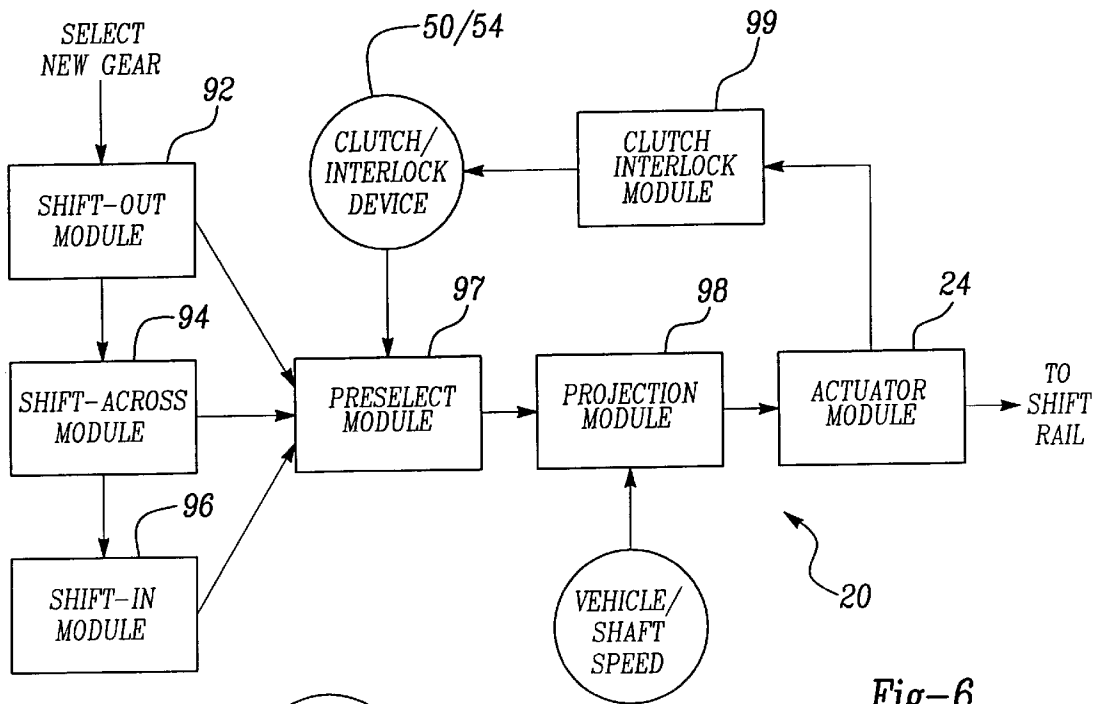 SELECT
NEW GEAR
92
SHIFT-OUT
MODULE
94
SHIFT-ACROSS
MODULE
96
SHIFT-IN
MODULE
50/54
CLUTCH/
INTERLOCK
DEVICE
99
CLUTCH
INTERLOCK
MODULE
97
PRESELECT
MODULE
98
PROJECTION
MODULE
24
ACTUATOR
MODULE
TO
SHIFT
RAIL
VEHICLE/
SHAFT
SPEED
20
Fig-6